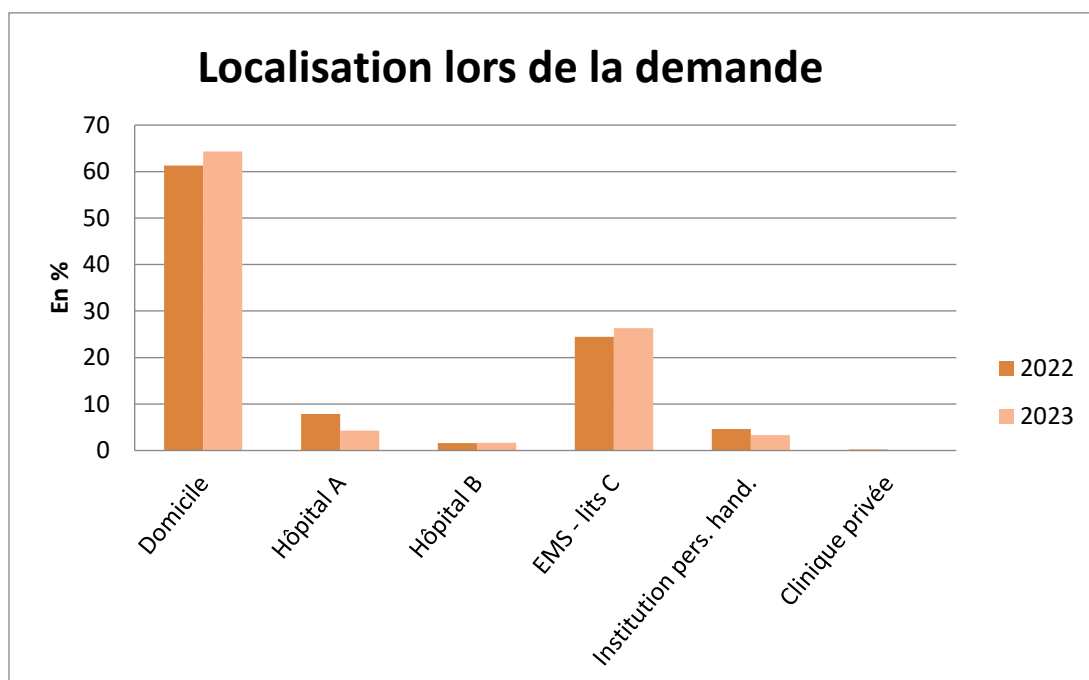 Localisation lors de la demande
En %
70
60
50
40
30
20
10
0
Domicile
Hôpital A
Hôpital B
EMS - lits C
Institution pers. hand.
Clinique privée
2022
2023